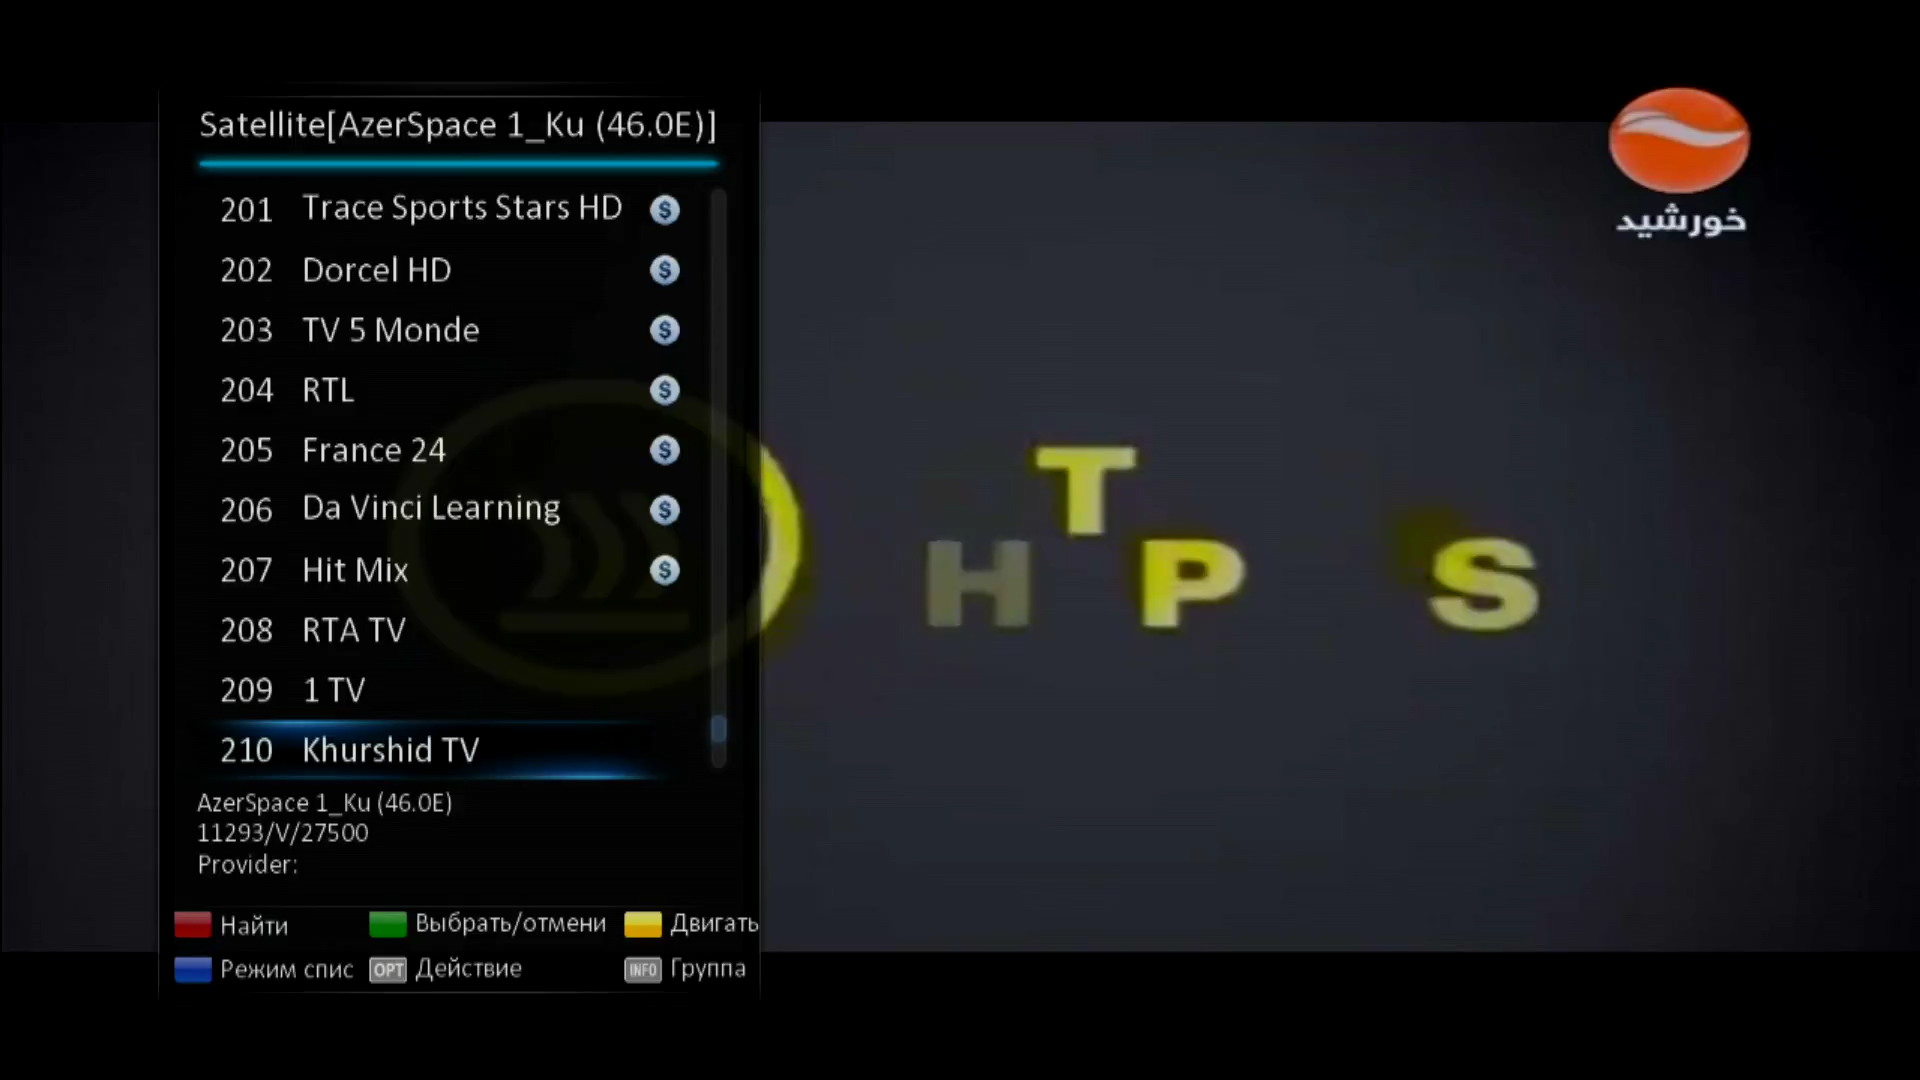 Satellite[AzerSpace 1_Ku (46.0E)]
201 Trace Sports Stars HD $
202 Dorcel HD $
203 TV 5 Monde $
204 RTL $
205 France 24 $
206 Da Vinci Learning $
207 Hit Mix $
208 RTA TV
209 1 TV
210 Khurshid TV
AzerSpace 1_Ku (46.0E)
11293/V/27500
Provider:
Найти Выбрать/отмени Двигать
Режим спис OPT Действие INFO Группа
خورشید
T
H P S